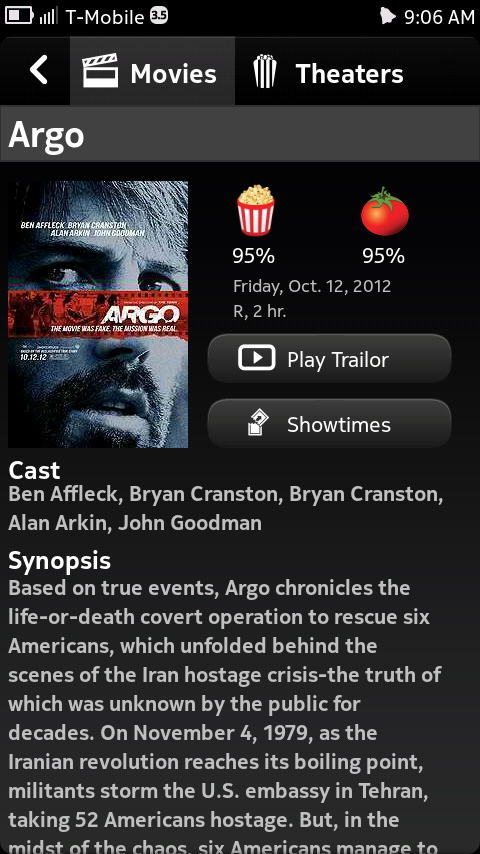 T-Mobile 3.5 9:06 AM
Movies Theaters
Argo
BEN AFFLECK BRYAN CRANSTON
ALAN ARKIN JOHN GOODMAN
ARGO
THE MOVIE WAS FAKE. THE MISSION WAS REAL.
10.12.12
95% 95%
Friday, Oct. 12, 2012
R, 2 hr.
Play Trailor
Showtimes
Cast
Ben Affleck, Bryan Cranston, Bryan Cranston,
Alan Arkin, John Goodman
Synopsis
Based on true events, Argo chronicles the
life-or-death covert operation to rescue six
Americans, which unfolded behind the
scenes of the Iran hostage crisis-the truth of
which was unknown by the public for
decades. On November 4, 1979, as the
Iranian revolution reaches its boiling point,
militants storm the U.S. embassy in Tehran,
taking 52 Americans hostage. But, in the
midst of the chaos, six Americans manage to